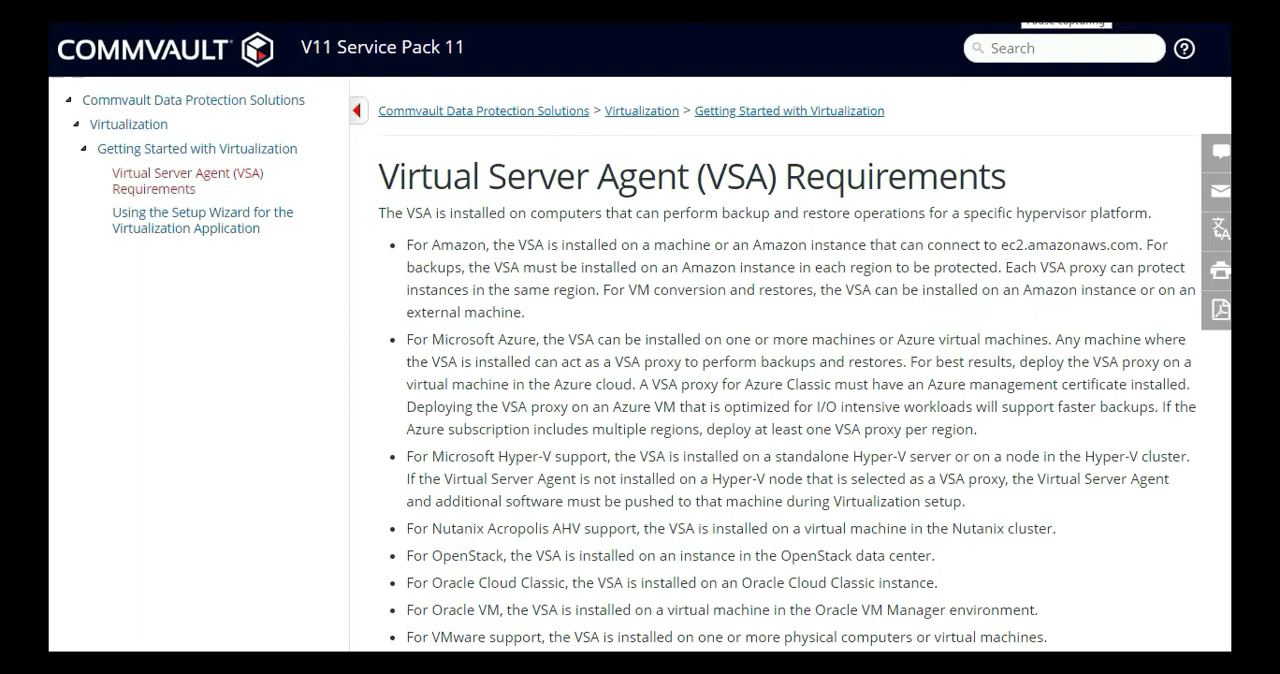 COMMVAULT
V11 Service Pack 11
Search
Commvault Data Protection Solutions
Virtualization
Getting Started with Virtualization
Virtual Server Agent (VSA)
Requirements
Using the Setup Wizard for the
Virtualization Application
Commvault Data Protection Solutions > Virtualization > Getting Started with Virtualization
Virtual Server Agent (VSA) Requirements
The VSA is installed on computers that can perform backup and restore operations for a specific hypervisor platform.
• For Amazon, the VSA is installed on a machine or an Amazon instance that can connect to ec2.amazonaws.com. For
backups, the VSA must be installed on an Amazon instance in each region to be protected. Each VSA proxy can protect
instances in the same region. For VM conversion and restores, the VSA can be installed on an Amazon instance or on an
external machine.
• For Microsoft Azure, the VSA can be installed on one or more machines or Azure virtual machines. Any machine where
the VSA is installed can act as a VSA proxy to perform backups and restores. For best results, deploy the VSA proxy on a
virtual machine in the Azure cloud. A VSA proxy for Azure Classic must have an Azure management certificate installed.
Deploying the VSA proxy on an Azure VM that is optimized for I/O intensive workloads will support faster backups. If the
Azure subscription includes multiple regions, deploy at least one VSA proxy per region.
• For Microsoft Hyper-V support, the VSA is installed on a standalone Hyper-V server or on a node in the Hyper-V cluster.
If the Virtual Server Agent is not installed on a Hyper-V node that is selected as a VSA proxy, the Virtual Server Agent
and additional software must be pushed to that machine during Virtualization setup.
• For Nutanix Acropolis AHV support, the VSA is installed on a virtual machine in the Nutanix cluster.
• For OpenStack, the VSA is installed on an instance in the OpenStack data center.
• For Oracle Cloud Classic, the VSA is installed on an Oracle Cloud Classic instance.
• For Oracle VM, the VSA is installed on a virtual machine in the Oracle VM Manager environment.
• For VMware support, the VSA is installed on one or more physical computers or virtual machines.